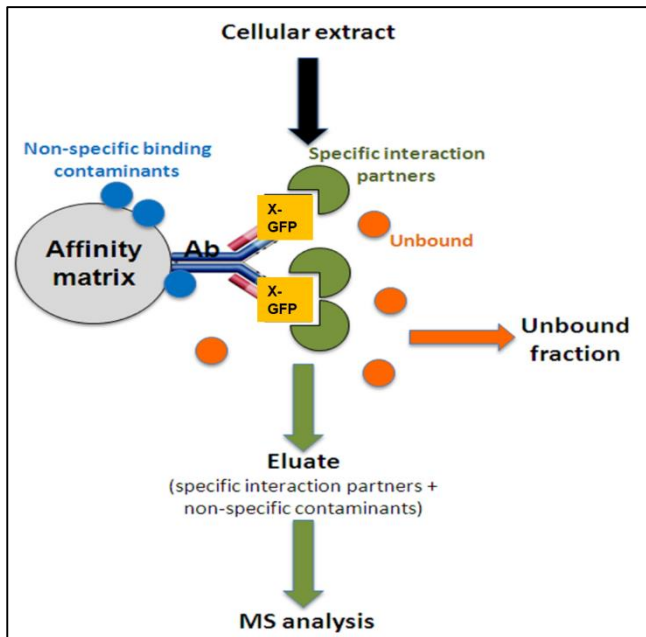 Cellular extract
Non-specific binding
contaminants
Specific interaction
partners
X-
GFP
Unbound
Ab
Affinity
matrix
X-
GFP
Unbound
fraction
Eluate
(specific interaction partners +
non-specific contaminants)
MS analysis